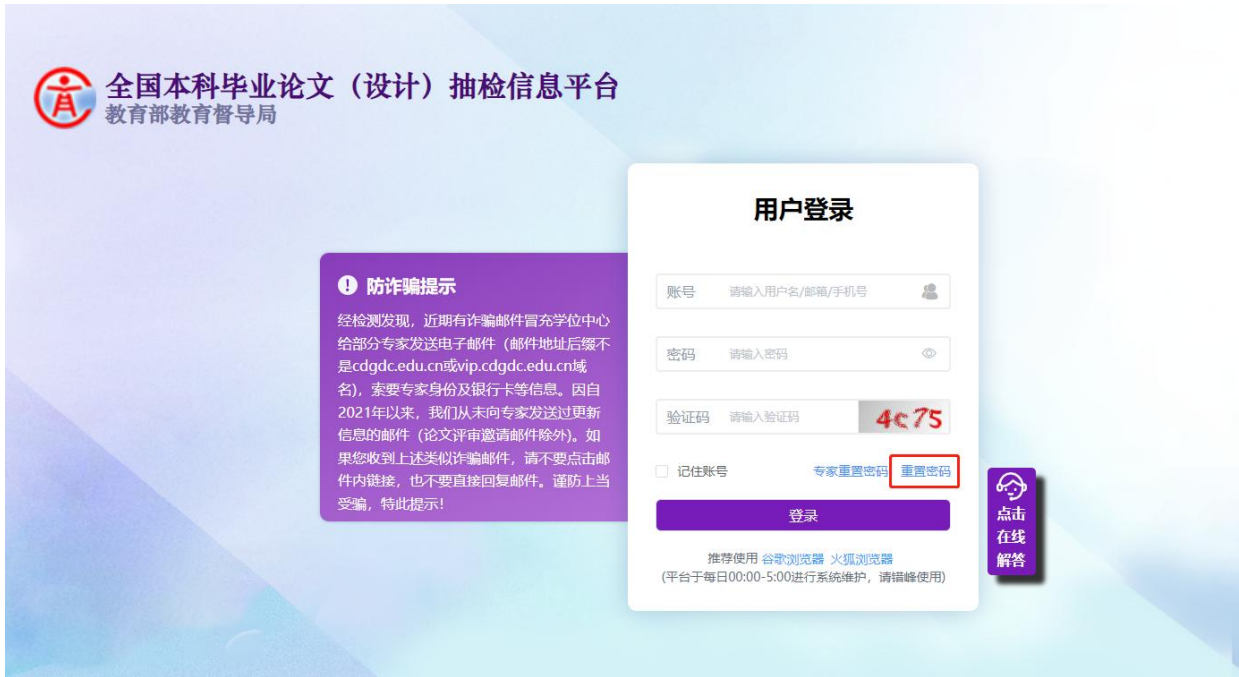 全国本科毕业论文（设计）抽检信息平台
教育部教育督导局
用户登录
防诈骗提示
经检测发现，近期有诈骗邮件冒充学位中心
给部分专家发送电子邮件（邮件地址后缀不
是cdgdc.edu.cn或vip.cdgdc.edu.cn域
名），索要专家身份及银行卡等信息。因自
2021年以来，我们从未向专家发送过更新
信息的邮件（论文评审邀请邮件除外）。如
果您收到上述类似诈骗邮件，请不要点击邮
件内链接，也不要直接回复邮件。谨防上当
受骗，特此提示！
账号 请输入用户名/邮箱/手机号
密码 请输入密码
验证码 请输入验证码 4c75
记住账号 专家重置密码 重置密码
登录
推荐使用 谷歌浏览器 火狐浏览器
(平台于每日00:00-5:00进行系统维护，请错峰使用)
点击
在线
解答